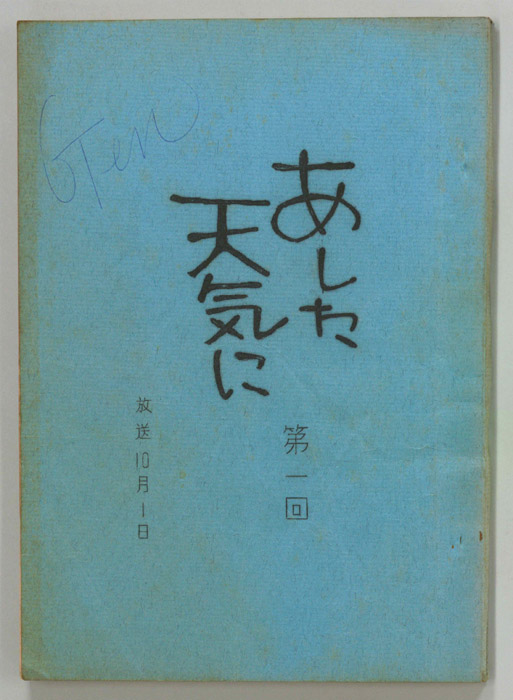 あした
天気に
第一回
放送10月1日